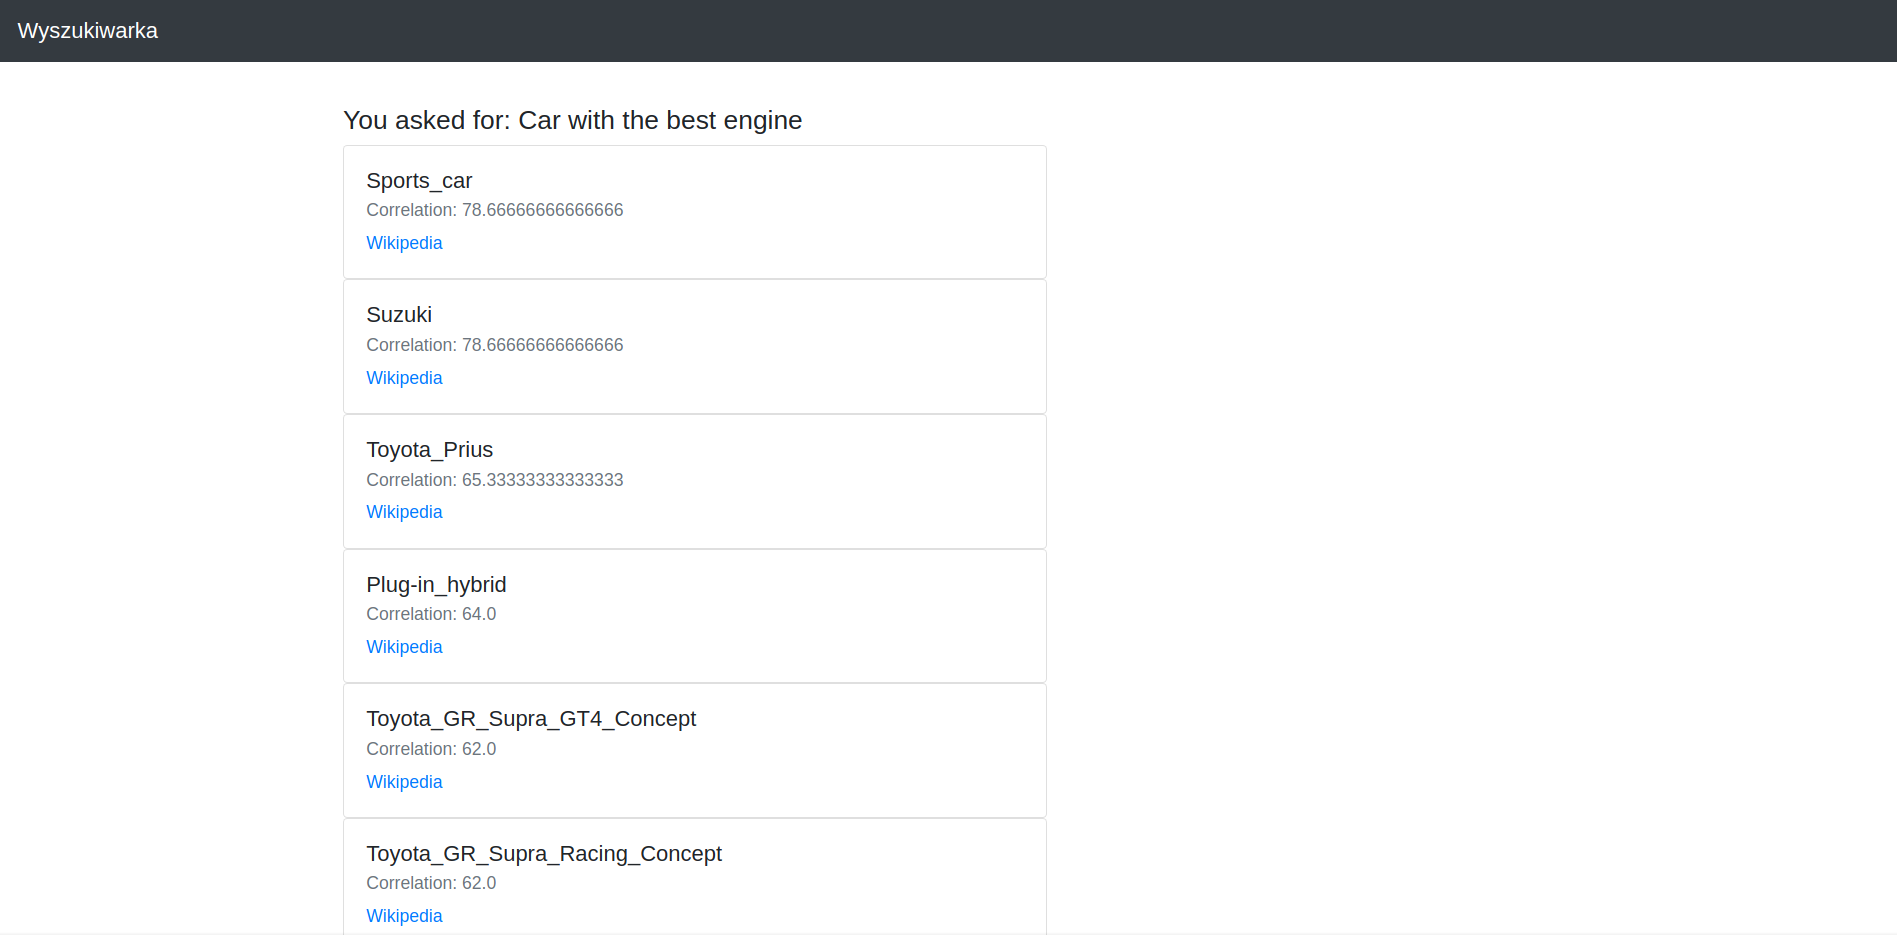 Wyszukiwarka
You asked for: Car with the best engine
Sports_car
Correlation: 78.66666666666666
Wikipedia
Suzuki
Correlation: 78.66666666666666
Wikipedia
Toyota_Prius
Correlation: 65.33333333333333
Wikipedia
Plug-in_hybrid
Correlation: 64.0
Wikipedia
Toyota_GR_Supra_GT4_Concept
Correlation: 62.0
Wikipedia
Toyota_GR_Supra_Racing_Concept
Correlation: 62.0
Wikipedia